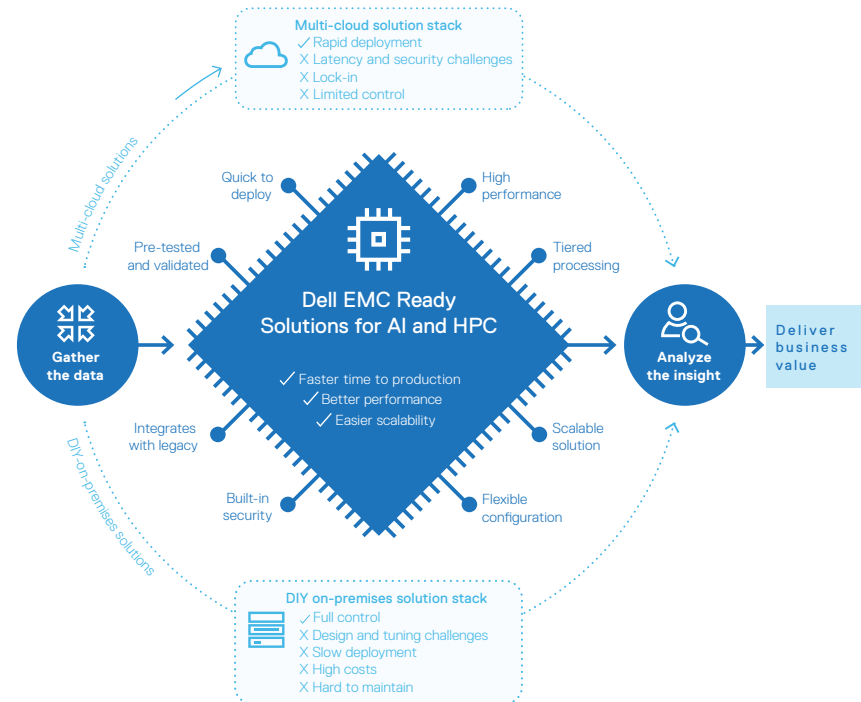 Multi-cloud solution stack
✓ Rapid deployment
X Latency and security challenges
X Lock-in
X Limited control
Multi-cloud solutions
Quick to
deploy
High
performance
Pre-tested
and validated
Tiered
processing
Dell EMC Ready
Solutions for AI and HPC
Gather
the data
Analyze
the insight
Deliver
business
value
✓ Faster time to production
✓ Better performance
✓ Easier scalability
Integrates
with legacy
Scalable
solution
Built-in
security
Flexible
configuration
DIY-on-premises solutions
DIY on-premises solution stack
✓ Full control
X Design and tuning challenges
X Slow deployment
X High costs
X Hard to maintain